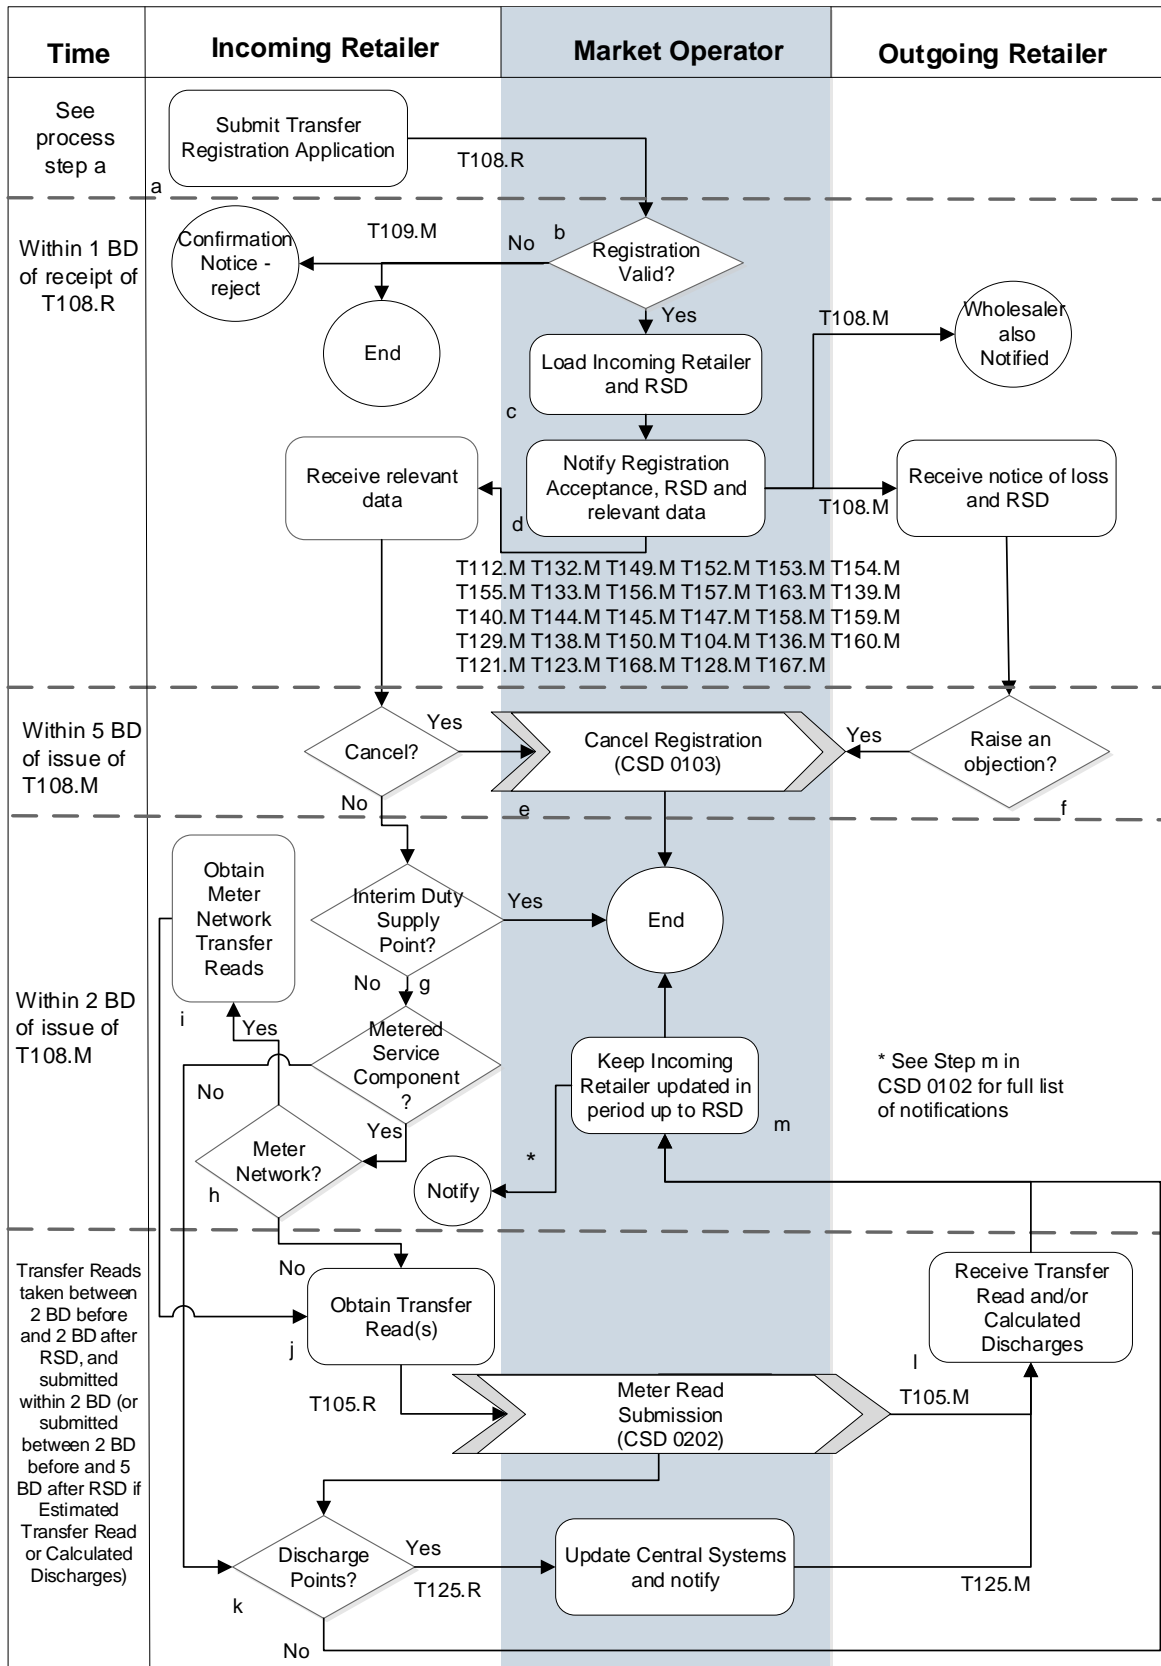 Time
Incoming Retailer
Market Operator
Outgoing Retailer
See
process
step a
Submit Transfer
Registration Application
T108.R
a
Within 1 BD
of receipt of
T108.R
Confirmation
Notice -
reject
T109.M
No
b
Registration
Valid?
End
Yes
T108.M
Wholesaler
also
Notified
Load Incoming Retailer
and RSD
c
Receive relevant
data
Notify Registration
Acceptance, RSD and
relevant data
d
T108.M
Receive notice of loss
and RSD
T112.M T132.M T149.M T152.M T153.M T154.M
T155.M T133.M T156.M T157.M T163.M T139.M
T140.M T144.M T145.M T147.M T158.M T159.M
T129.M T138.M T150.M T104.M T136.M T160.M
T121.M T123.M T168.M T128.M T167.M
Within 5 BD
of issue of
T108.M
Cancel?
Yes
Cancel Registration
(CSD 0103)
Yes
Raise an
objection?
No
e
f
Within 2 BD
of issue of
T108.M
Obtain
Meter
Network
Transfer
Reads
i
Interim Duty
Supply
Point?
Yes
End
No
g
Yes
Metered
Service
Component
?
No
Yes
Keep Incoming
Retailer updated in
period up to RSD
m
* See Step m in
CSD 0102 for full list
of notifications
Meter
Network?
h
*
Notify
Transfer Reads
taken between
2 BD before
and 2 BD after
RSD, and
submitted
within 2 BD (or
submitted
between 2 BD
before and 5
BD after RSD if
Estimated
Transfer Read
or Calculated
Discharges)
No
Obtain Transfer
Read(s)
j
Receive Transfer
Read and/or
Calculated
Discharges
l
T105.R
Meter Read
Submission
(CSD 0202)
T105.M
Discharge
Points?
k
Yes
T125.R
Update Central Systems
and notify
T125.M
No